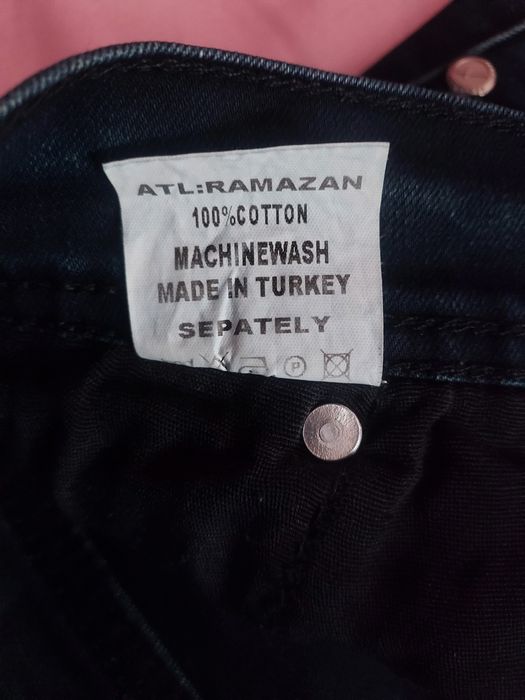 ATL:RAMAZAN
100%COTTON
MACHINEWASH
MADE IN TURKEY
SEPATELY
P